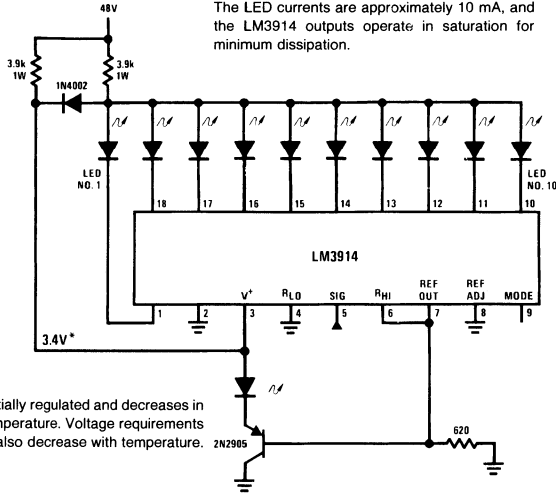 The LED currents are approximately 10 mA, and
the LM3914 outputs operate in saturation for
minimum dissipation.
48V
3.9k
1W
3.9k
1W
1N4002
LED
NO. 1
LED
NO. 10
18 17 16 15 14 13 12 11 10
LM3914
V+ RLO SIG RHI REF OUT REF ADJ MODE
1 2 3 4 5 6 7 8 9
3.4V*
tially regulated and decreases in
nperature. Voltage requirements
also decrease with temperature.
2N2905
620